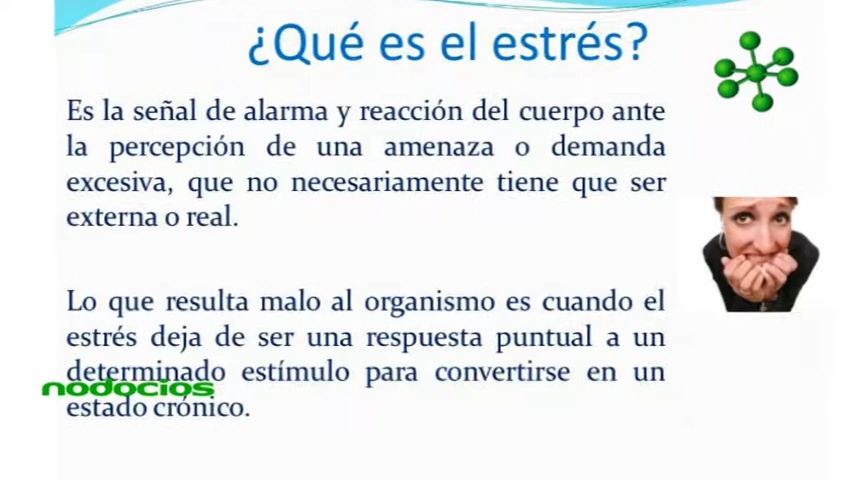 ¿Qué es el estrés?
Es la señal de alarma y reacción del cuerpo ante
la percepción de una amenaza o demanda
excesiva, que no necesariamente tiene que ser
externa o real.
Lo que resulta malo al organismo es cuando el
estrés deja de ser una respuesta puntual a un
determinado estímulo para convertirse en un
nodocios
estado crónico.